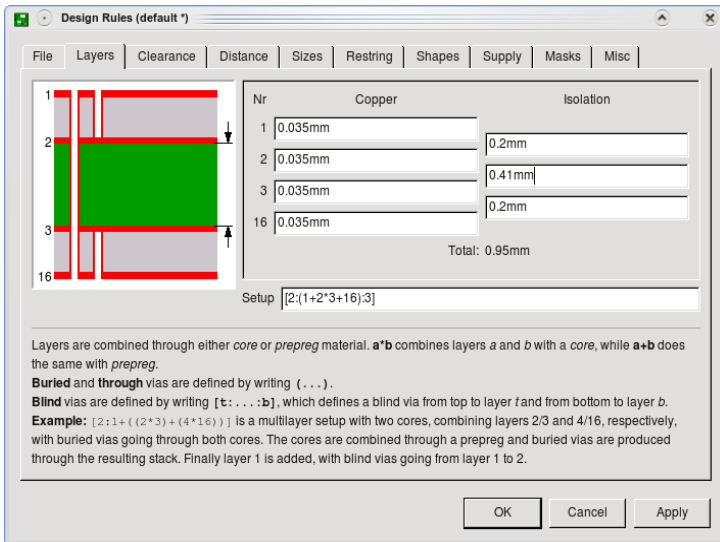 Design Rules (default *)
File Layers Clearance Distance Sizes Restring Shapes Supply Masks Misc
1
2
3
16
Nr Copper Isolation
1 0.035mm
0.2mm
2 0.035mm
0.41mm
3 0.035mm
0.2mm
16 0.035mm
Total: 0.95mm
Setup [2:(1+2*3+16):3]
Layers are combined through either core or prepreg material. a*b combines layers a and b with a core, while a+b does
the same with prepreg.
Buried and through vias are defined by writing (...).
Blind vias are defined by writing [t:...:b], which defines a blind via from top to layer t and from bottom to layer b.
Example: [2:1+((2*3)+(4*16))] is a multilayer setup with two cores, combining layers 2/3 and 4/16, respectively,
with buried vias going through both cores. The cores are combined through a prepreg and buried vias are produced
through the resulting stack. Finally layer 1 is added, with blind vias going from layer 1 to 2.
OK Cancel Apply